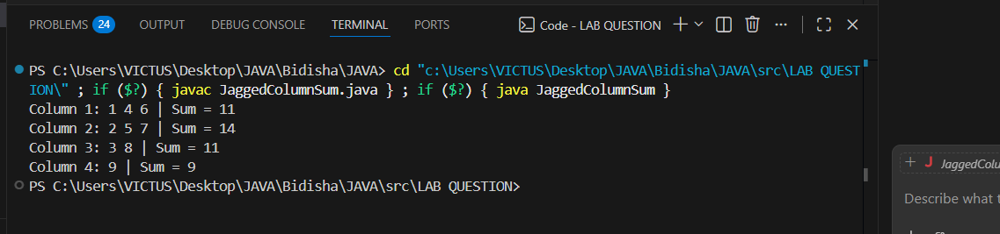 PROBLEMS 24 OUTPUT DEBUG CONSOLE TERMINAL PORTS Code - LAB QUESTION
PS C:\Users\VICTUS\Desktop\JAVA\Bidisha\JAVA> cd "c:\Users\VICTUS\Desktop\JAVA\Bidisha\JAVA\src\LAB QUEST
ION\" ; if ($?) { javac JaggedColumnSum.java } ; if ($?) { java JaggedColumnSum }
Column 1: 1 4 6 | Sum = 11
Column 2: 2 5 7 | Sum = 14
Column 3: 3 8 | Sum = 11
Column 4: 9 | Sum = 9
PS C:\Users\VICTUS\Desktop\JAVA\Bidisha\JAVA\src\LAB QUESTION>
JaggedColu
Describe what t